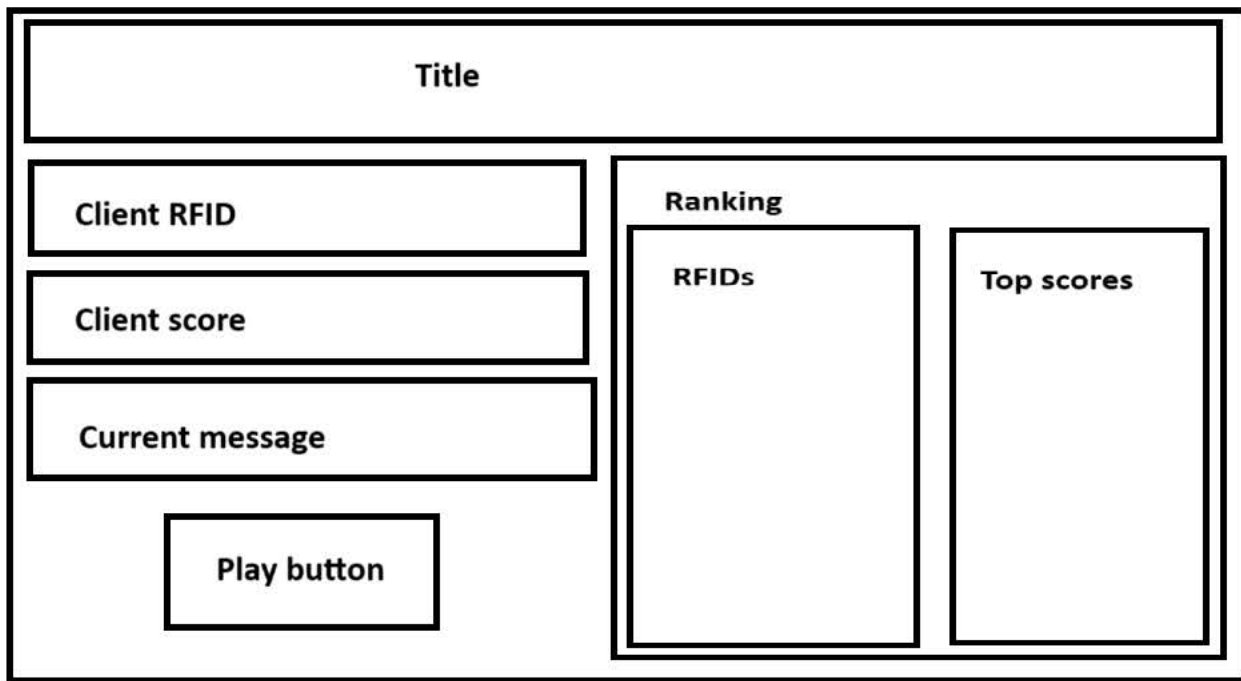 Title
Client RFID
Client score
Current message
Play button
Ranking
RFIDs
Top scores